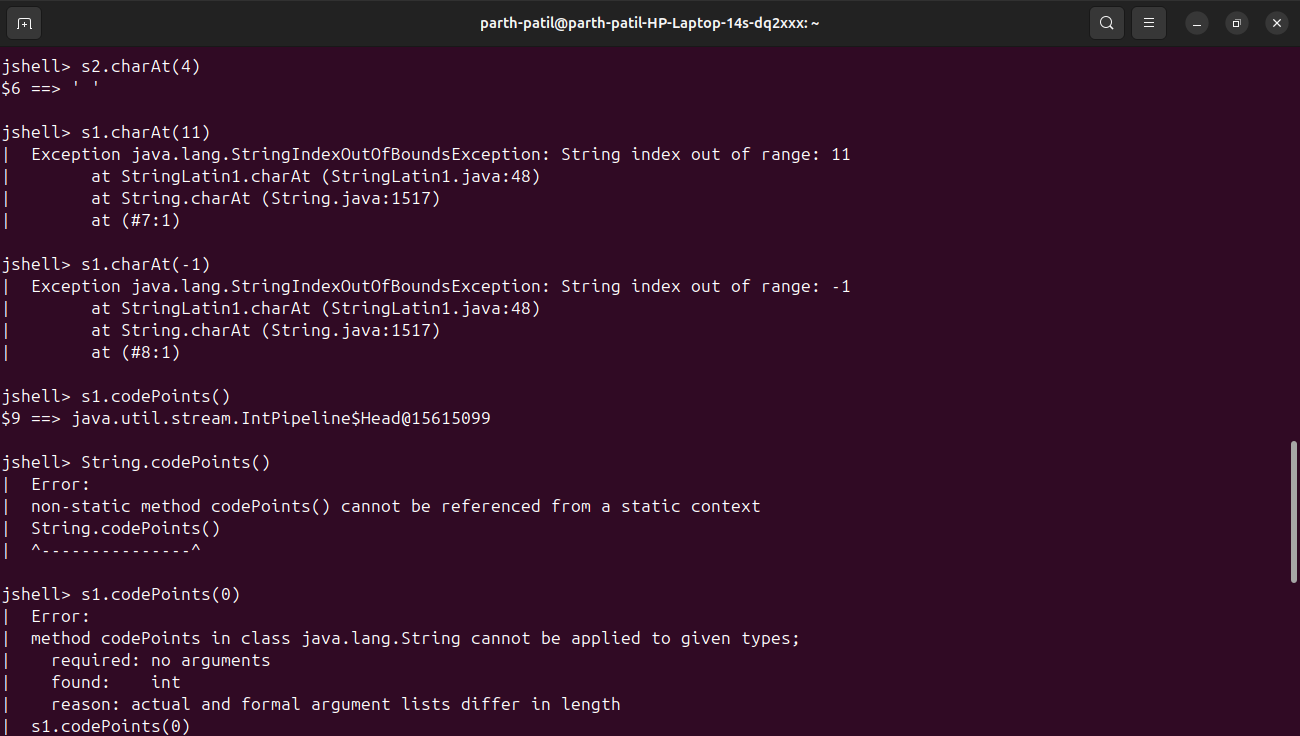 parth-patil@parth-patil-HP-Laptop-14s-dq2xxx: ~
jshell> s2.charAt(4)
$6 ==> ' '
jshell> s1.charAt(11)
|  Exception java.lang.StringIndexOutOfBoundsException: String index out of range: 11
|        at StringLatin1.charAt (StringLatin1.java:48)
|        at String.charAt (String.java:1517)
|        at (#7:1)
jshell> s1.charAt(-1)
|  Exception java.lang.StringIndexOutOfBoundsException: String index out of range: -1
|        at StringLatin1.charAt (StringLatin1.java:48)
|        at String.charAt (String.java:1517)
|        at (#8:1)
jshell> s1.codePoints()
$9 ==> java.util.stream.IntPipeline$Head@15615099
jshell> String.codePoints()
|  Error:
|  non-static method codePoints() cannot be referenced from a static context
|  String.codePoints()
|  ^---------------^
jshell> s1.codePoints(0)
|  Error:
|  method codePoints in class java.lang.String cannot be applied to given types;
|    required: no arguments
|    found:    int
|    reason: actual and formal argument lists differ in length
|  s1.codePoints(0)